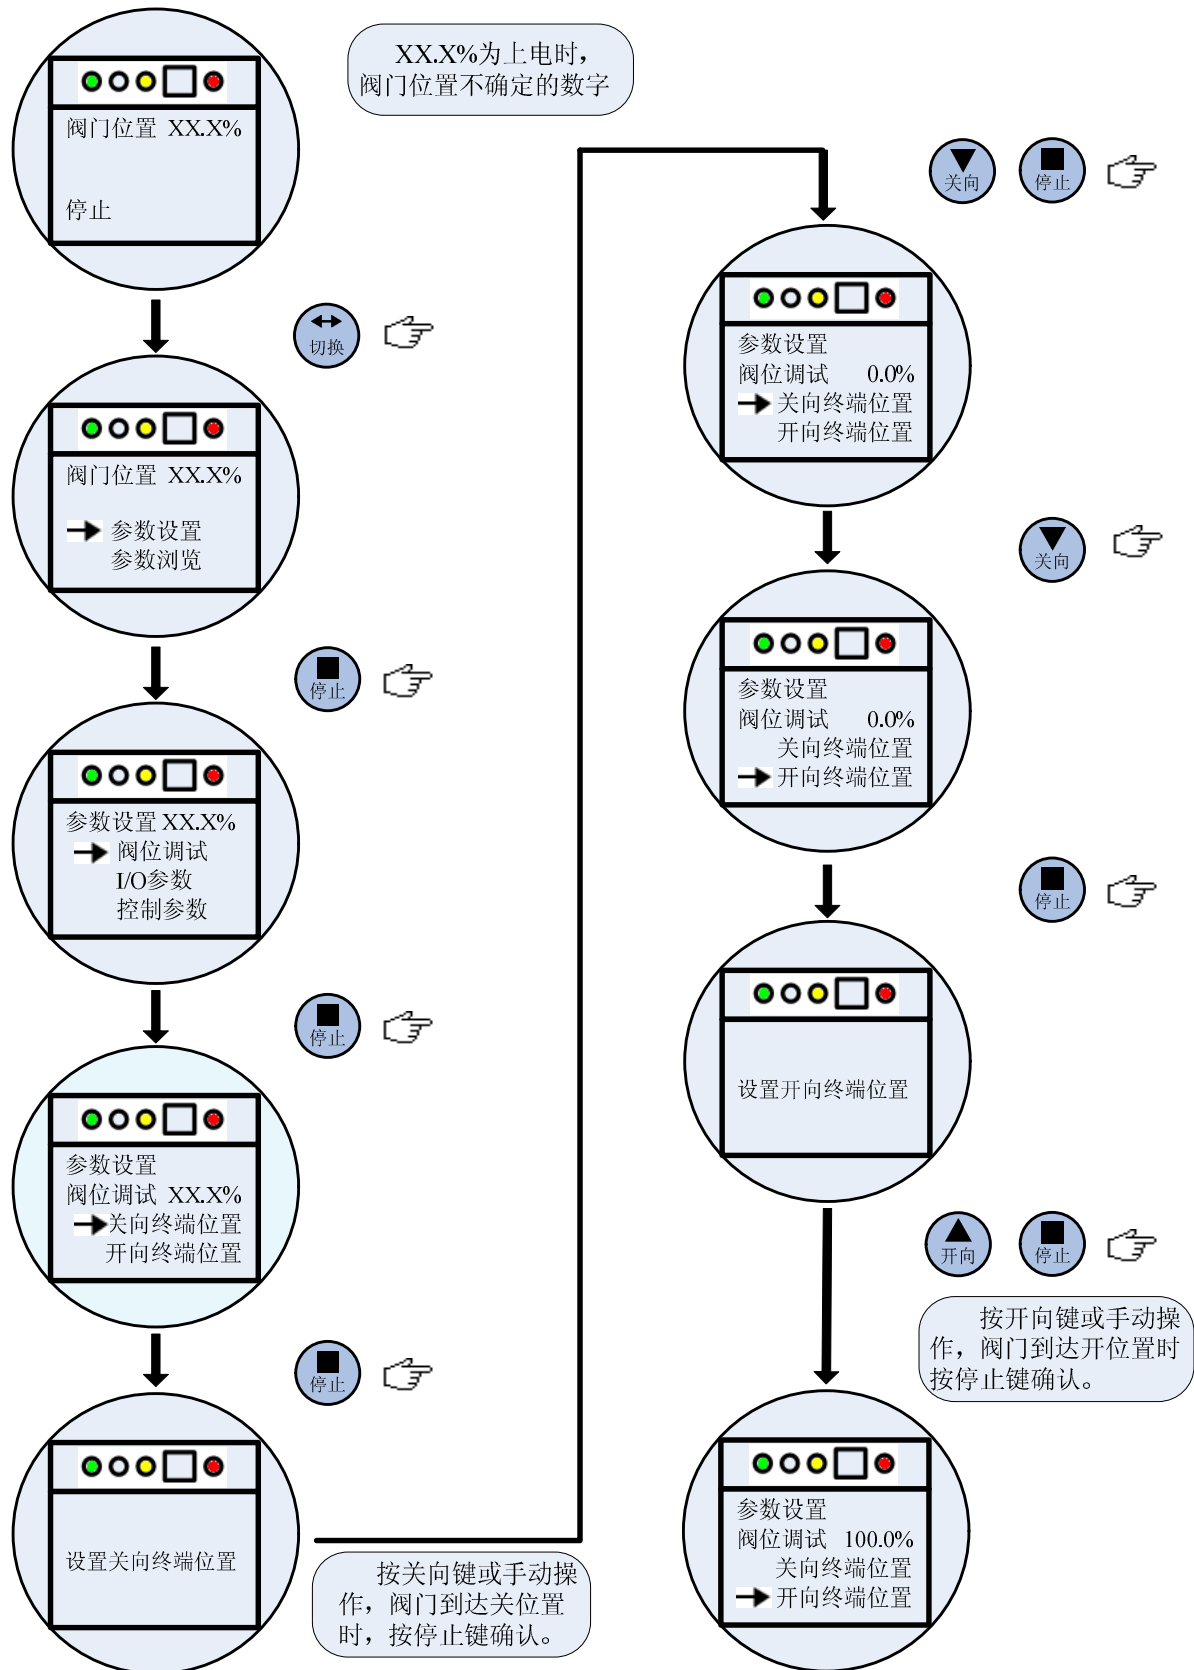 XX.X%为上电时，
阀门位置不确定的数字
阀门位置 XX.X%
停止
切换
阀门位置 XX.X%
参数设置
参数浏览
停止
参数设置 XX.X%
阀位调试
I/O参数
控制参数
停止
参数设置
阀位调试 XX.X%
关向终端位置
开向终端位置
停止
设置关向终端位置
按关向键或手动操
作，阀门到达关位置
时，按停止键确认。
关向
停止
参数设置
阀位调试 0.0%
关向终端位置
开向终端位置
关向
参数设置
阀位调试 0.0%
关向终端位置
开向终端位置
停止
设置开向终端位置
开向
停止
按开向键或手动操
作，阀门到达开位置时
按停止键确认。
参数设置
阀位调试 100.0%
关向终端位置
开向终端位置